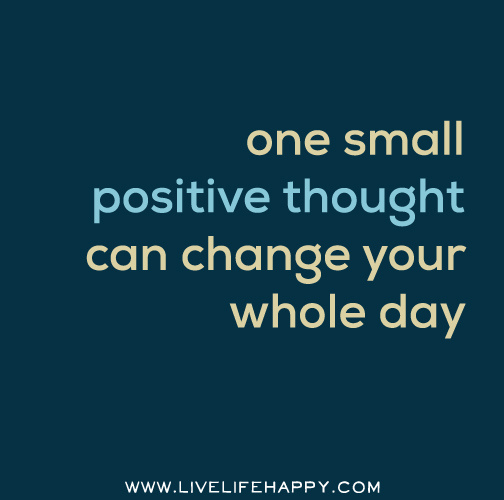 one small
positive thought
can change your
whole day
WWW.LIVELIFEHAPPY.COM